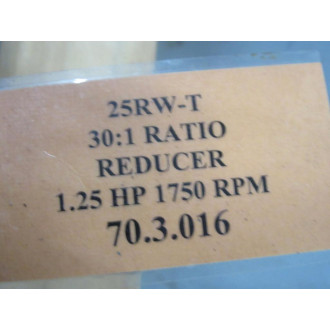 25RW-T
30:1 RATIO
REDUCER
1.25 HP 1750 RPM
70.3.016